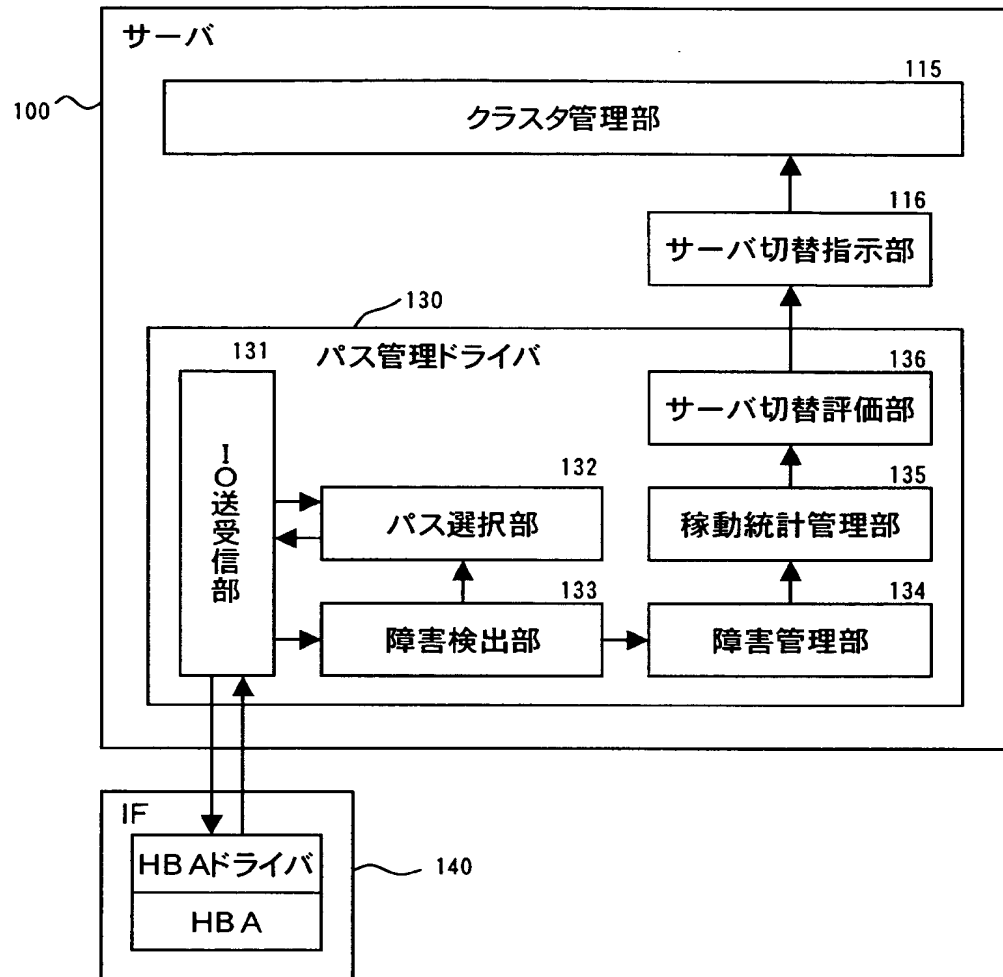 サーバ
115
100
クラスタ管理部
116
サーバ切替指示部
130
131
パス管理ドライバ
136
サーバ切替評価部
IO送受信部
132
135
パス選択部
稼動統計管理部
133
134
障害検出部
障害管理部
IF
HBAドライバ
140
HBA